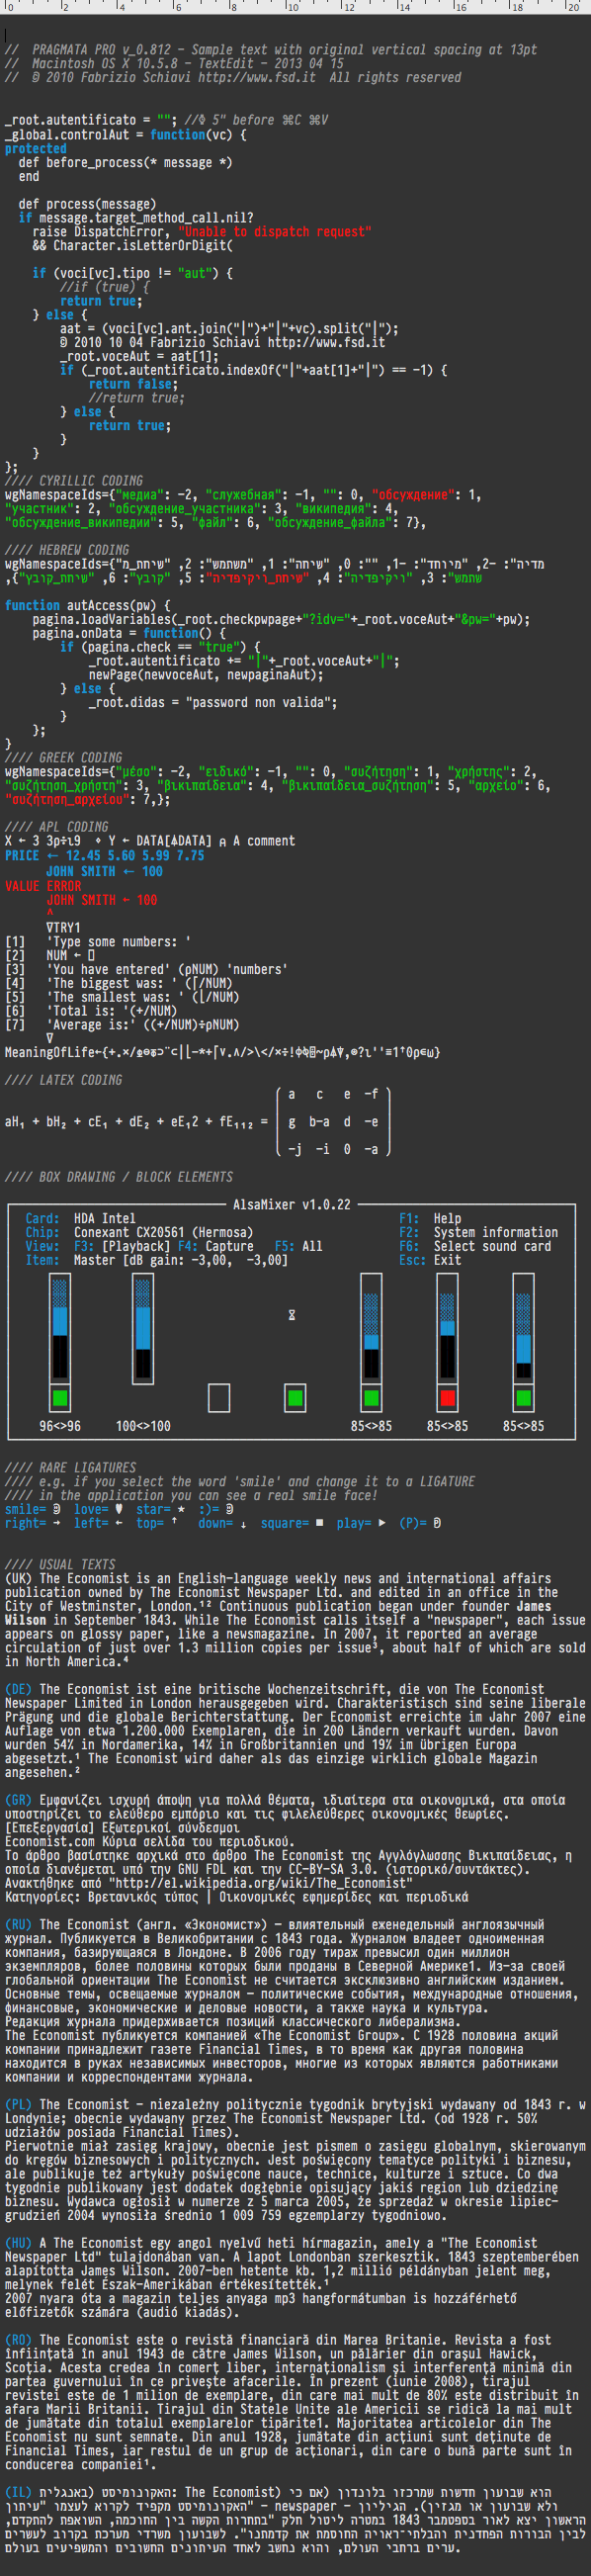 0 2 4 6 8 10 12 14 16 18 20
// PRAGMATA PRO v_0.812 - Sample text with original vertical spacing at 13pt
// Macintosh OS X 10.5.8 - TextEdit - 2013 04 15
// © 2010 Fabrizio Schiavi http://www.fsd.it All rights reserved
_root.autentificato = ""; //Φ 5" before ⌘C ⌘V
_global.controlAut = function(vc) {
protected
def before_process(* message *)
end
def process(message)
if message.target_method_call.nil?
raise DispatchError, "Unable to dispatch request"
&& Character.isLetterOrDigit(
if (voci[vc].tipo != "aut") {
//if (true) {
return true;
} else {
aat = (voci[vc].ant.join("|")+"|"+vc).split("|");
© 2010 10 04 Fabrizio Schiavi http://www.fsd.it
_root.voceAut = aat[1];
if (_root.autentificato.indexOf("|"+aat[1]+"|") == -1) {
return false;
//return true;
} else {
return true;
}
}
};
//// CYRILLIC CODING
wgNamespaceIds={"медиа": -2, "служебная": -1, "": 0, "обсуждение": 1,
"участник": 2, "обсуждение_участника": 3, "википедия": 4,
"обсуждение_википедии": 5, "файл": 6, "обсуждение_файла": 7},
//// HEBREW CODING
wgNamespaceIds={"מדיה": -2, "מיוחד": -1, "": 0, "שיחה": 1, "משתמש": 2, "שיחת_מ
שתמש": 3, "ויקיפדיה": 4, "שיחת_ויקיפדיה": 5, "קובץ": 6, "שיחת_קובץ"},
function autAccess(pw) {
pagina.loadVariables(_root.checkpwpage+"?idv="+_root.voceAut+"&pw="+pw);
pagina.onData = function() {
if (pagina.check == "true") {
_root.autentificato += "|"+_root.voceAut+"|";
newPage(newvoceAut, newpaginaAut);
} else {
_root.didas = "password non valida";
}
};
}
//// GREEK CODING
wgNamespaceIds={"μέσο": -2, "ειδικό": -1, "": 0, "συζήτηση": 1, "χρήστης": 2,
"συζήτηση_χρήστη": 3, "βικιπαίδεια": 4, "βικιπαίδεια_συζήτηση": 5, "αρχείο": 6,
"συζήτηση_αρχείου": 7,};
//// APL CODING
X ← 3 3ρ÷ι9 ⋄ Y ← DATA[⍋DATA] ⍝ A comment
PRICE ← 12.45 5.60 5.99 7.75
JOHN SMITH ← 100
VALUE ERROR
JOHN SMITH ← 100
^
∇TRY1
[1] 'Type some numbers: '
[2] NUM ← ⎕
[3] 'You have entered' (ρNUM) 'numbers'
[4] 'The biggest was: ' (⌈/NUM)
[5] 'The smallest was: ' (⌊/NUM)
[6] 'Total is: '(+/NUM)
[7] 'Average is:' ((+/NUM)÷ρNUM)
∇
//// LATEX CODING
a c e -f
aH₁ + bH₂ + cE₁ + dE₂ + eE₁2 + fE₁₁₂ = g b-a d -e
-j -i 0 -a
//// BOX DRAWING / BLOCK ELEMENTS
AlsaMixer v1.0.22
Card: HDA Intel F1: Help
Chip: Conexant CX20561 (Hermosa) F2: System information
View: F3: [Playback] F4: Capture F5: All F6: Select sound card
Item: Master [dB gain: -3,00, -3,00] Esc: Exit
96<>96 100<>100 85<>85 85<>85 85<>85
//// RARE LIGATURES
//// e.g. if you select the word 'smile' and change it to a LIGATURE
//// in the application you can see a real smile face!
smile= love= ♥ star= ★ :)=
right= → left= ← top= ↑ down= ↓ square= ■ play= ▶ (P)= ℗
//// USUAL TEXTS
(UK) The Economist is an English-language weekly news and international affairs
publication owned by The Economist Newspaper Ltd. and edited in an office in the
City of Westminster, London.¹² Continuous publication began under founder James
Wilson in September 1843. While The Economist calls itself a "newspaper", each issue
appears on glossy paper, like a newsmagazine. In 2007, it reported an average
circulation of just over 1.3 million copies per issue³, about half of which are sold
in North America.⁴
(DE) The Economist ist eine britische Wochenzeitschrift, die von The Economist
Newspaper Limited in London herausgegeben wird. Charakteristisch sind seine liberale
Prägung und die globale Berichterstattung. Der Economist erreichte im Jahr 2007 eine
Auflage von etwa 1.200.000 Exemplaren, die in 200 Ländern verkauft wurden. Davon
wurden 54% in Nordamerika, 14% in Großbritannien und 19% im übrigen Europa
abgesetzt.¹ The Economist wird daher als das einzige wirklich globale Magazin
angesehen.²
(GR) Εμφανίζει ισχυρή άποψη για πολλά θέματα, ιδιαίτερα στα οικονομικά, στα οποία
υποστηρίζει το ελεύθερο εμπόριο και τις φιλελεύθερες οικονομικές θεωρίες.
[Επεξεργασία] Εξωτερικοί σύνδεσμοι
Economist.com Κύρια σελίδα του περιοδικού.
Το άρθρο βασίστηκε αρχικά στο άρθρο The Economist της Αγγλόγλωσσης Βικιπαίδειας, η
οποία διανέμεται υπό την GNU FDL και την CC-BY-SA 3.0. (ιστορικό/συντάκτες).
Ανακτήθηκε από "http://el.wikipedia.org/wiki/The_Economist"
Κατηγορίες: Βρετανικός τύπος | Οικονομικές εφημερίδες και περιοδικά
(RU) The Economist (англ. «Экономист») – влиятельный еженедельный англоязычный
журнал. Публикуется в Великобритании с 1843 года. Журналом владеет одноименная
компания, базирующаяся в Лондоне. В 2006 году тираж превысил один миллион
экземпляров, более половины которых были проданы в Северной Америке1. Из-за своей
глобальной ориентации The Economist не считается эксклюзивно английским изданием.
Основные темы, освещаемые журналом – политические события, международные отношения,
финансовые, экономические и деловые новости, а также наука и культура.
Редакция журнала придерживается позиций классического либерализма.
The Economist публикуется компанией «The Economist Group». С 1928 половина акций
компании принадлежит газете Financial Times, в то время как другая половина
находится в руках независимых инвесторов, многие из которых являются работниками
компании и корреспондентами журнала.
(PL) The Economist – niezależny politycznie tygodnik brytyjski wydawany od 1843 r. w
Londynie; obecnie wydawany przez The Economist Newspaper Ltd. (od 1928 r. 50%
udziałów posiada Financial Times).
Pierwotnie miał zasięg krajowy, obecnie jest pismem o zasięgu globalnym, skierowanym
do kręgów biznesowych i politycznych. Jest poświęcony tematyce polityki i biznesu,
ale publikuje też artykuły poświęcone nauce, technice, kulturze i sztuce. Co dwa
tygodnie publikowany jest dodatek dogłębnie opisujący jakiś region lub dziedzinę
biznesu. Wydawca ogłosił w numerze z 5 marca 2005, że sprzedaż w okresie lipiec-
grudzień 2004 wynosiła średnio 1 009 759 egzemplarzy tygodniowo.
(HU) A The Economist egy angol nyelvű heti hírmagazin, amely a "The Economist
Newspaper Ltd" tulajdonában van. A lapot Londonban szerkesztik. 1843 szeptemberében
alapította James Wilson. 2007-ben hetente kb. 1,2 millió példányban jelent meg,
melynek felét Észak-Amerikában értékesítették.¹
2007 nyara óta a magazin teljes anyaga mp3 hangformátumban is hozzáférhető
előfizetők számára (audió kiadás).
(RO) The Economist este o revistă financiară din Marea Britanie. Revista a fost
înființată în anul 1943 de către James Wilson, un pălărier din orașul Hawick,
Scoția. Acesta credea în comerț liber, internaționalism și interferență minimă din
partea guvernului în ce privește afacerile. În prezent (iunie 2008), tirajul
revistei este de 1 milion de exemplare, din care mai mult de 80% este distribuit în
afara Marii Britanii. Tirajul din Statele Unite ale Americii se ridică la mai mult
de jumătate din totalul exemplarelor tipărite1. Majoritatea articolelor din The
Economist nu sunt semnate. Din anul 1928, jumătate din acțiuni sunt deținute de
Financial Times, iar restul de un grup de acționari, din care o bună parte sunt în
conducerea companiei¹.
(IL) האקונומיסט (באנגלית: The Economist) הוא שבועון חדשות שמרכזו בלונדון (אם כי
האקונומיסט מקפיד לקרוא לעצמו "עיתון" - newspaper - ולא שבועון או מגזין). הגיליון
הראשון יצא לאור בספטמבר 1843 במטרה ליטול חלק "בתחרות הקשה בין התוכמה, השואפת להתקדם,
לבין הבורות הפחדנית והבלתי־ראויה החוסמת את קדמתנו". לשבועון משרדי מערכת בקרוב לעשרים
ערים ברחבי העולם, והוא נחשב לאחד העיתונים החשובים והמשפיעים בעולם.